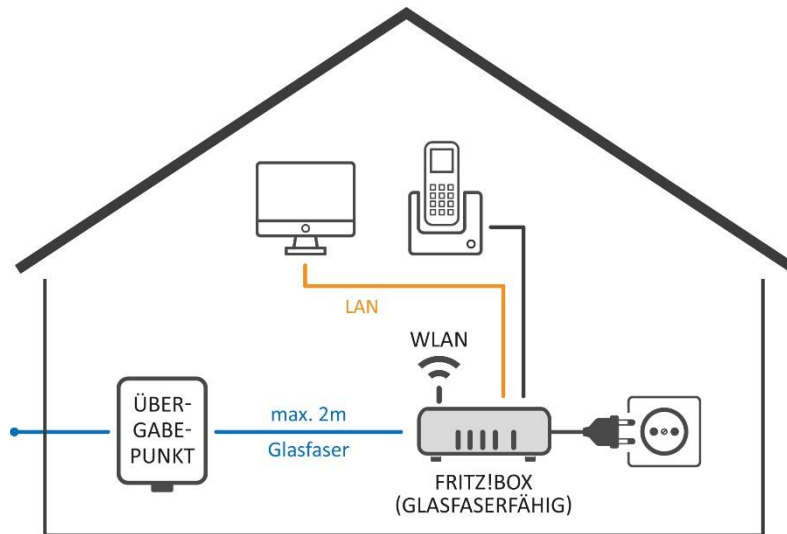 LAN
WLAN
ÜBER-
GABE-
PUNKT
max. 2m
Glasfaser
FRITZ!BOX
(GLASFASERFÄHIG)